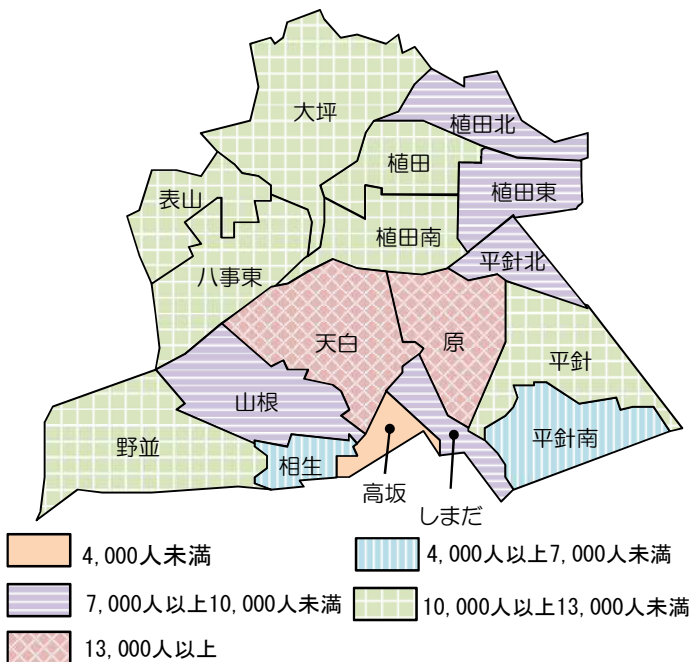 大坪
植田北
植田
植田東
表山
植田南
平針北
八事東
天白
原
平針
山根
平針南
野並
相生
高坂
しまだ
4,000人未満
4,000人以上7,000人未満
7,000人以上10,000人未満
10,000人以上13,000人未満
13,000人以上